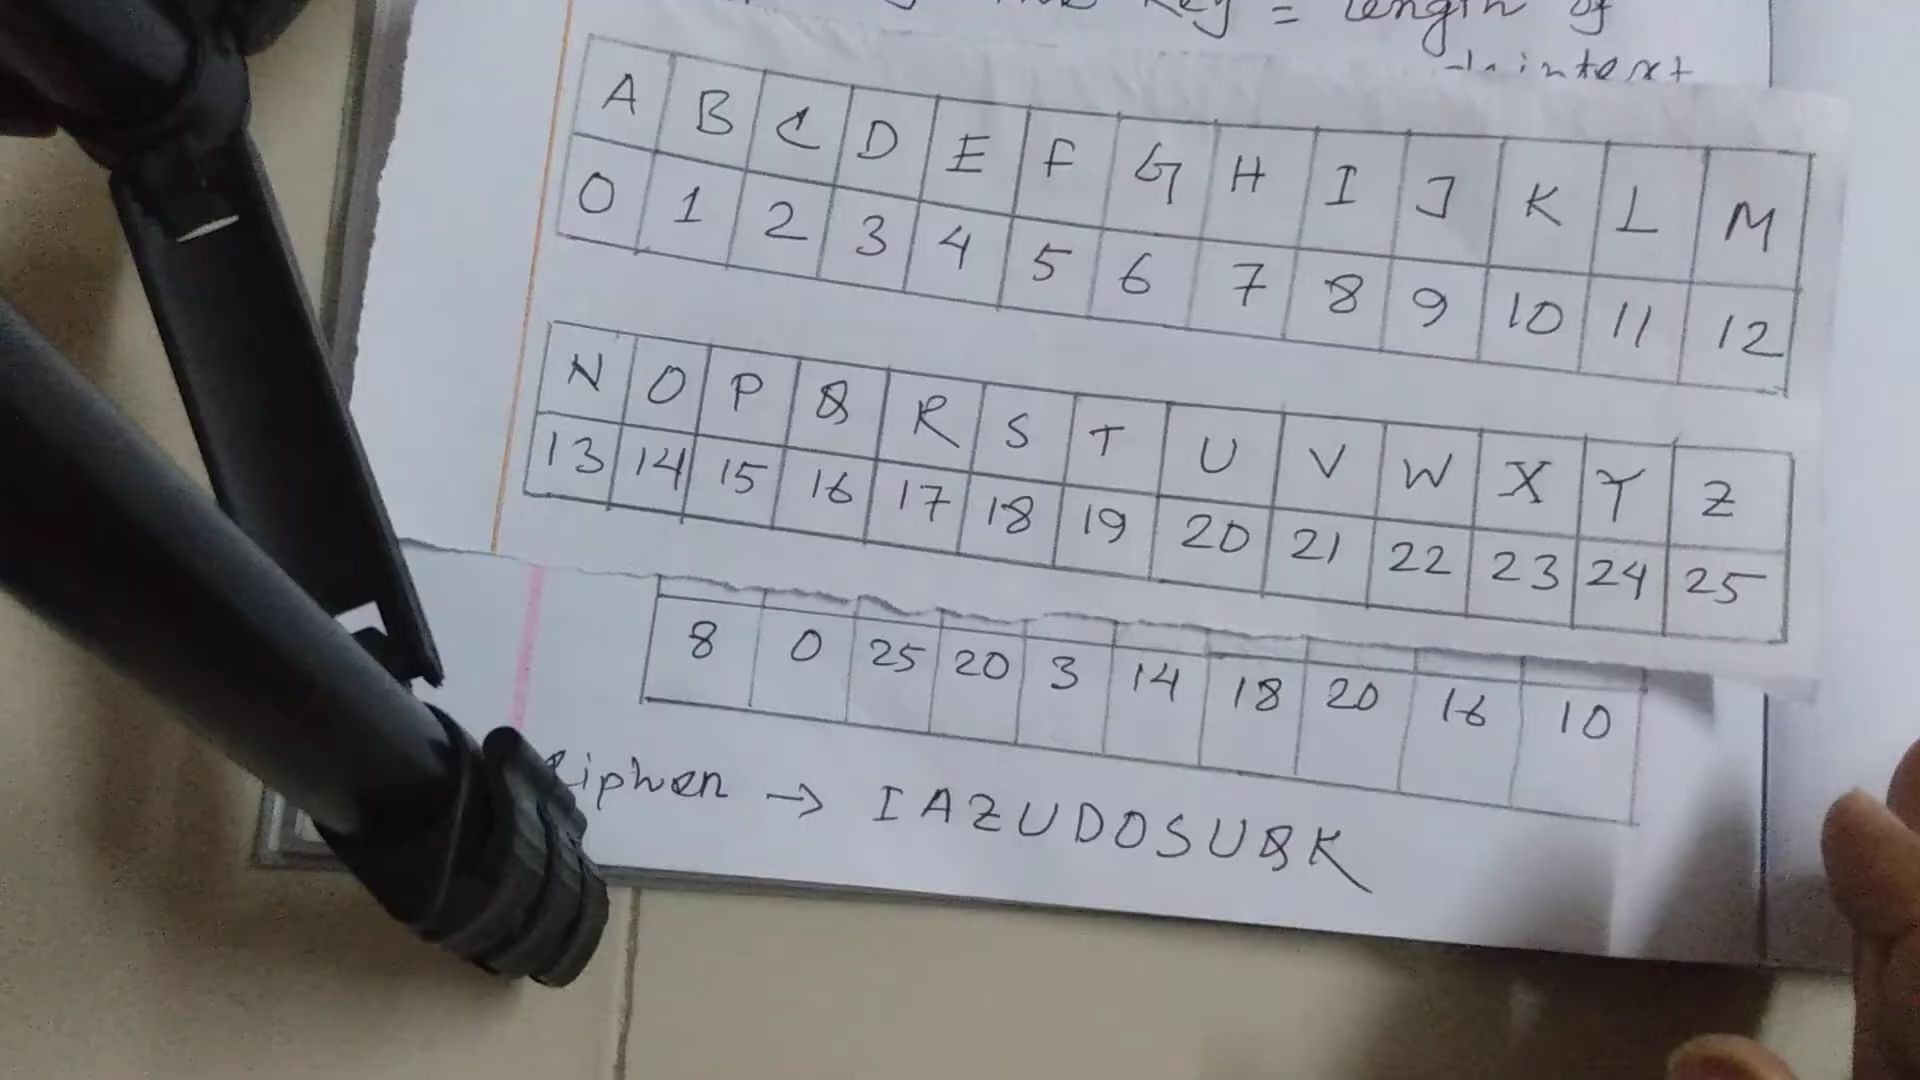 Key = length of
A B C D E F G H I J K L M
0 1 2 3 4 5 6 7 8 9 10 11 12
N O P Q R S T U V W X Y Z
13 14 15 16 17 18 19 20 21 22 23 24 25
8 0 25 20 3 14 18 20 16 10
→ IAZUDOSUQK